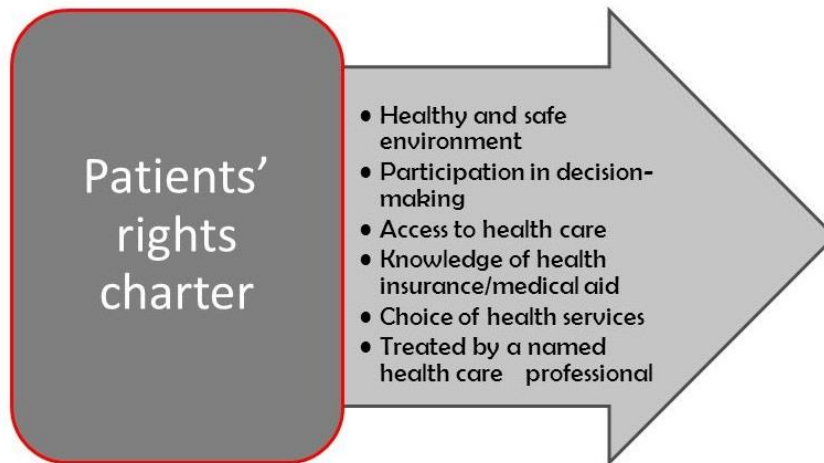 Patients’
rights
charter
• Healthy and safe
environment
• Participation in decision-
making
• Access to health care
• Knowledge of health
insurance/medical aid
• Choice of health services
• Treated by a named
health care professional